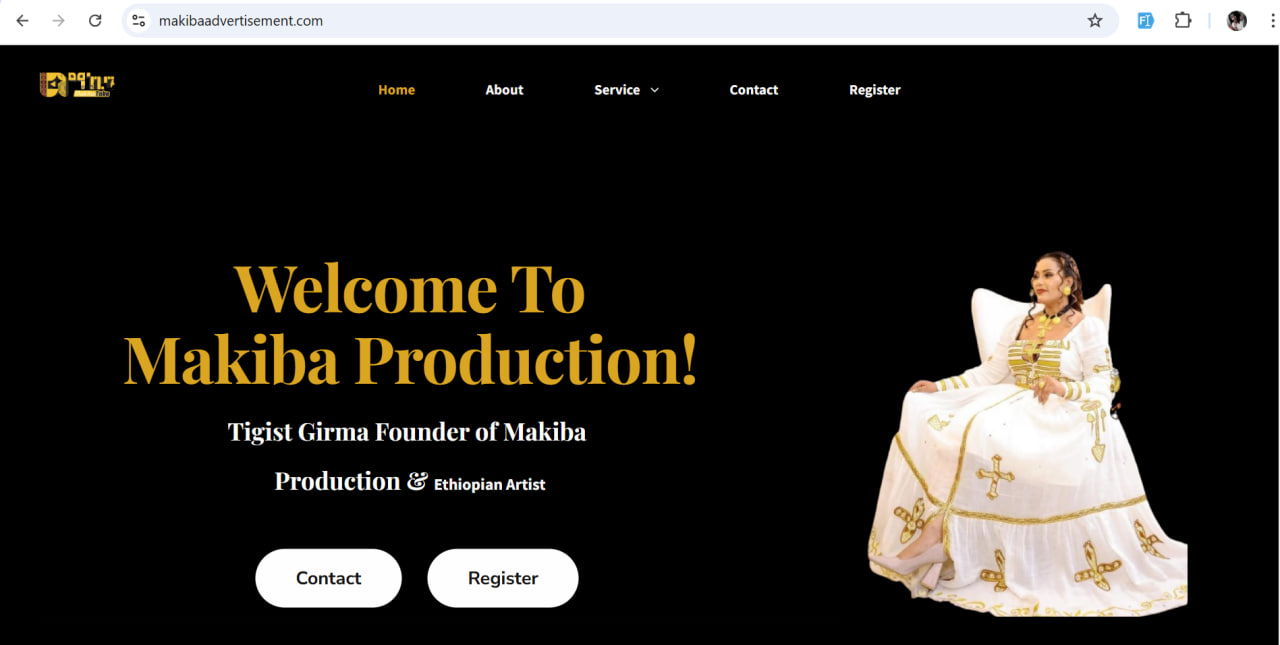 makibaadvertisement.com
ማኪባ
Home
About
Service
Contact
Register
Welcome To
Makiba Production!
Tigist Girma Founder of Makiba
Production & Ethiopian Artist
Contact
Register